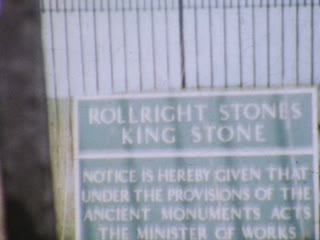 ROLLRIGHT STONES
KING STONE
NOTICE IS HEREBY GIVEN THAT
UNDER THE PROVISIONS OF THE
ANCIENT MONUMENTS ACTS
THE MINISTER OF WORKS